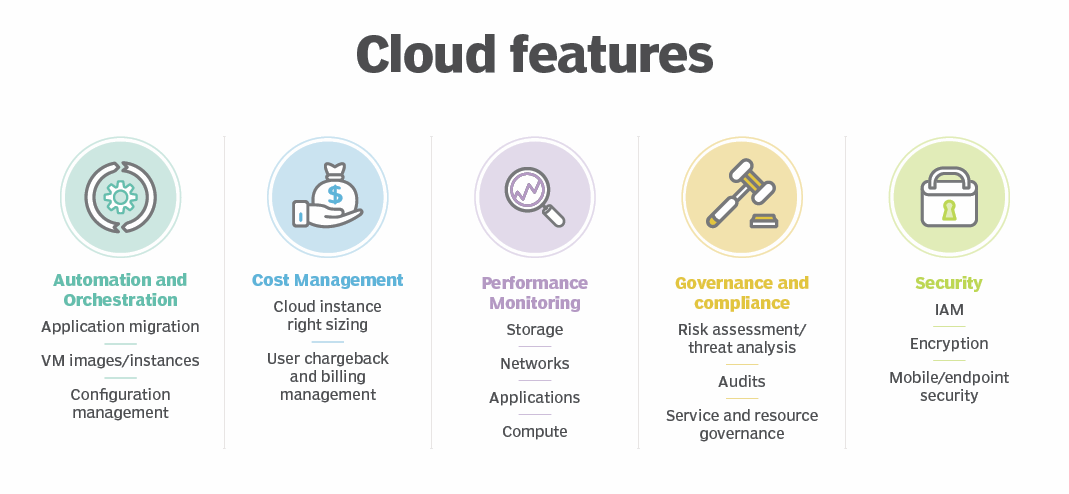 Cloud features
Automation and
Orchestration
Application migration
VM images/instances
Configuration
management
Cost Management
Cloud instance
right sizing
User chargeback
and billing
management
Performance
Monitoring
Storage
Networks
Applications
Compute
Governance and
compliance
Risk assessment/
threat analysis
Audits
Service and resource
governance
Security
IAM
Encryption
Mobile/endpoint
security